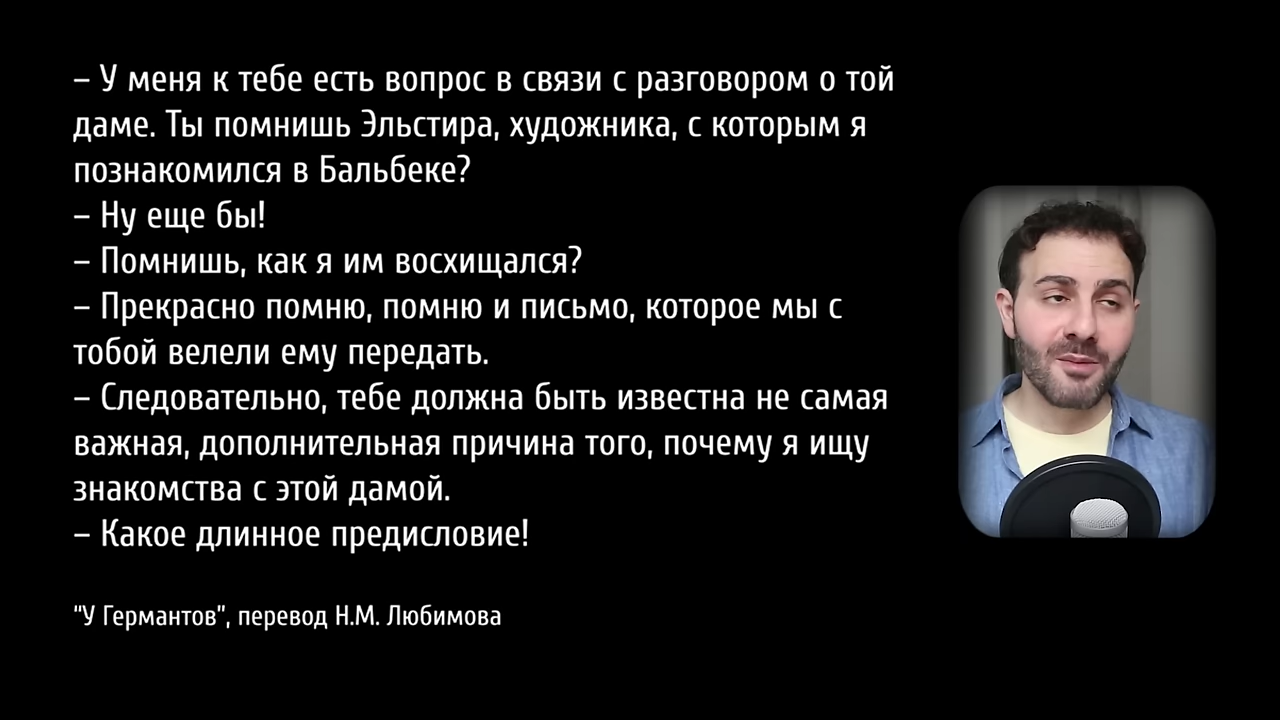 – У меня к тебе есть вопрос в связи с разговором о той
даме. Ты помнишь Эльстира, художника, с которым я
познакомился в Бальбеке?
– Ну еще бы!
– Помнишь, как я им восхищался?
– Прекрасно помню, помню и письмо, которое мы с
тобой велели ему передать.
– Следовательно, тебе должна быть известна не самая
важная, дополнительная причина того, почему я ищу
знакомства с этой дамой.
– Какое длинное предисловие!
“У Германтов”, перевод Н.М. Любимова